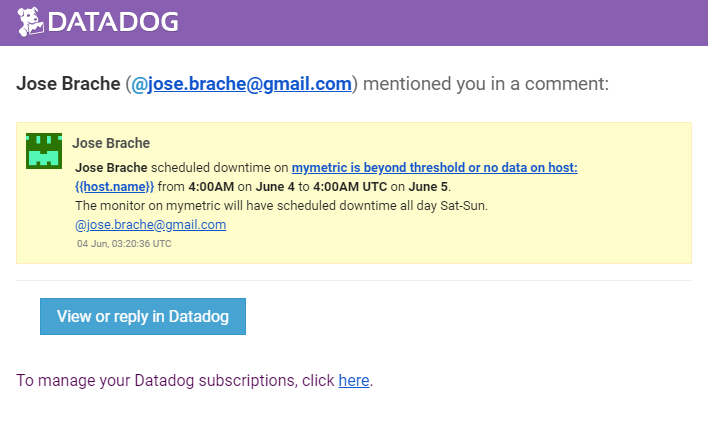 DATADOG
Jose Brache (@jose.brache@gmail.com) mentioned you in a comment:
Jose Brache
Jose Brache scheduled downtime on mymetric is beyond threshold or no data on host:
{{host.name}} from 4:00AM on June 4 to 4:00AM UTC on June 5.
The monitor on mymetric will have scheduled downtime all day Sat-Sun.
@jose.brache@gmail.com
04 Jun, 03:20:36 UTC
View or reply in Datadog
To manage your Datadog subscriptions, click here.